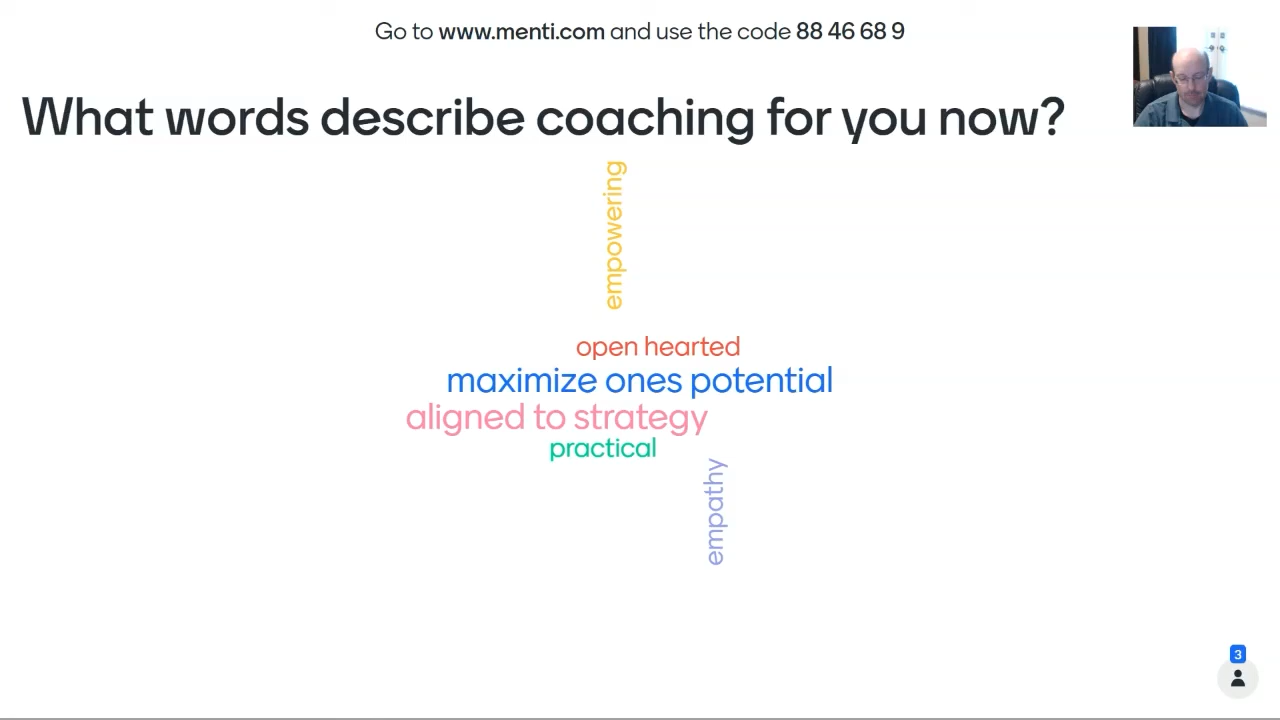 Go to www.menti.com and use the code 88 46 68 9
What words describe coaching for you now?
empowering
open hearted
maximize ones potential
aligned to strategy
practical
empathy
3